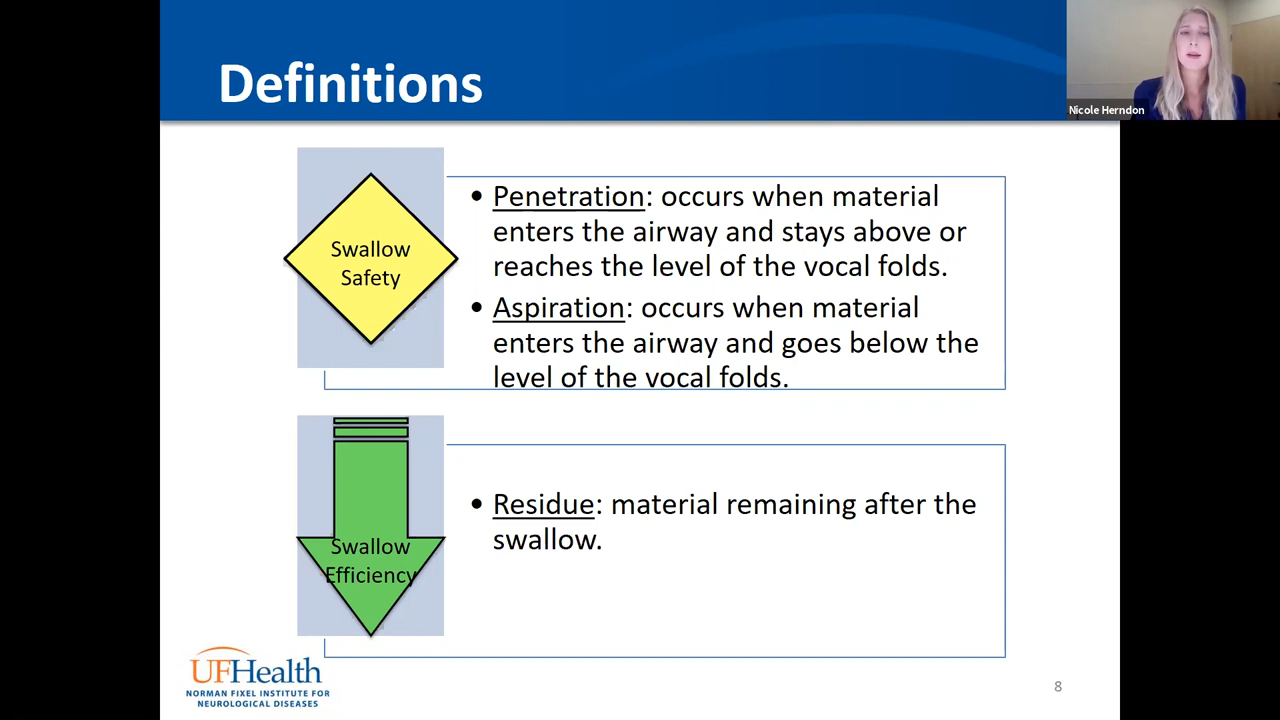 Definitions
Nicole Herndon
Swallow
Safety
• Penetration: occurs when material
enters the airway and stays above or
reaches the level of the vocal folds.
• Aspiration: occurs when material
enters the airway and goes below the
level of the vocal folds.
Swallow
Efficiency
• Residue: material remaining after the
swallow.
UFHealth
NORMAN FIXEL INSTITUTE FOR
NEUROLOGICAL DISEASES
8